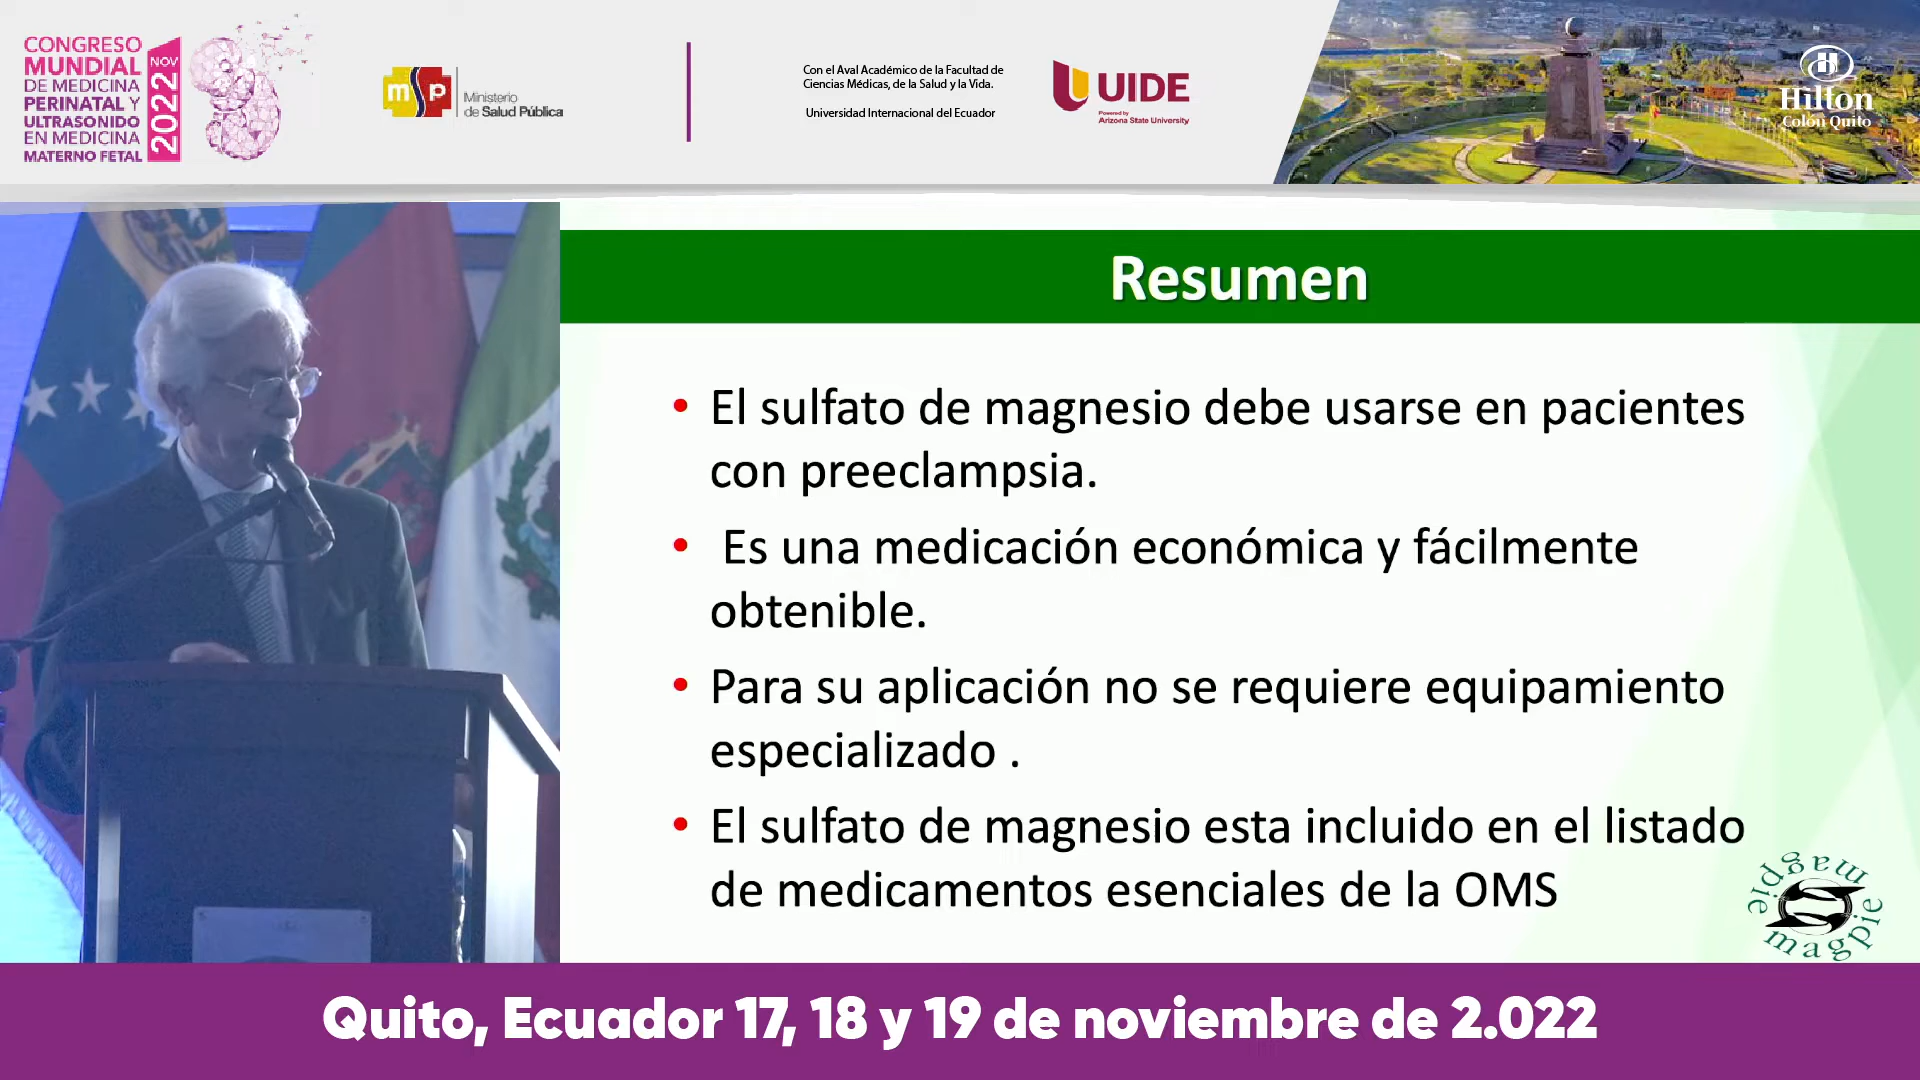 CONGRESO
MUNDIAL
DE MEDICINA
PERINATAL Y
ULTRASONIDO
EN MEDICINA
MATERNO FETAL
NOV
2022
msp
Ministerio
de Salud Pública
Con el Aval Académico de la Facultad de
Ciencias Médicas, de la Salud y la Vida.
Universidad Internacional del Ecuador
UIDE
Powered by
Arizona State University
Hilton
Colón Quito
Resumen
• El sulfato de magnesio debe usarse en pacientes
con preeclampsia.
• Es una medicación económica y fácilmente
obtenible.
• Para su aplicación no se requiere equipamiento
especializado .
• El sulfato de magnesio esta incluido en el listado
de medicamentos esenciales de la OMS
magpie
magpie
Quito, Ecuador 17, 18 y 19 de noviembre de 2.022